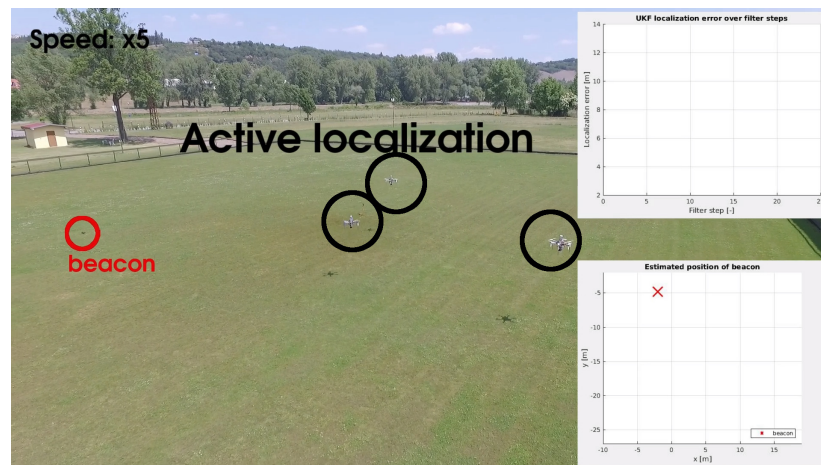 Speed: x5
Active localization
beacon
UKF localization error over filter steps
Localization error [m]
14
12
10
8
6
4
2
0 5 10 15 20 25
Filter step [-]
Estimated position of beacon
y [m]
-5
-10
-15
-20
-25
-10 -5 0 5 10 15
x [m]
beacon